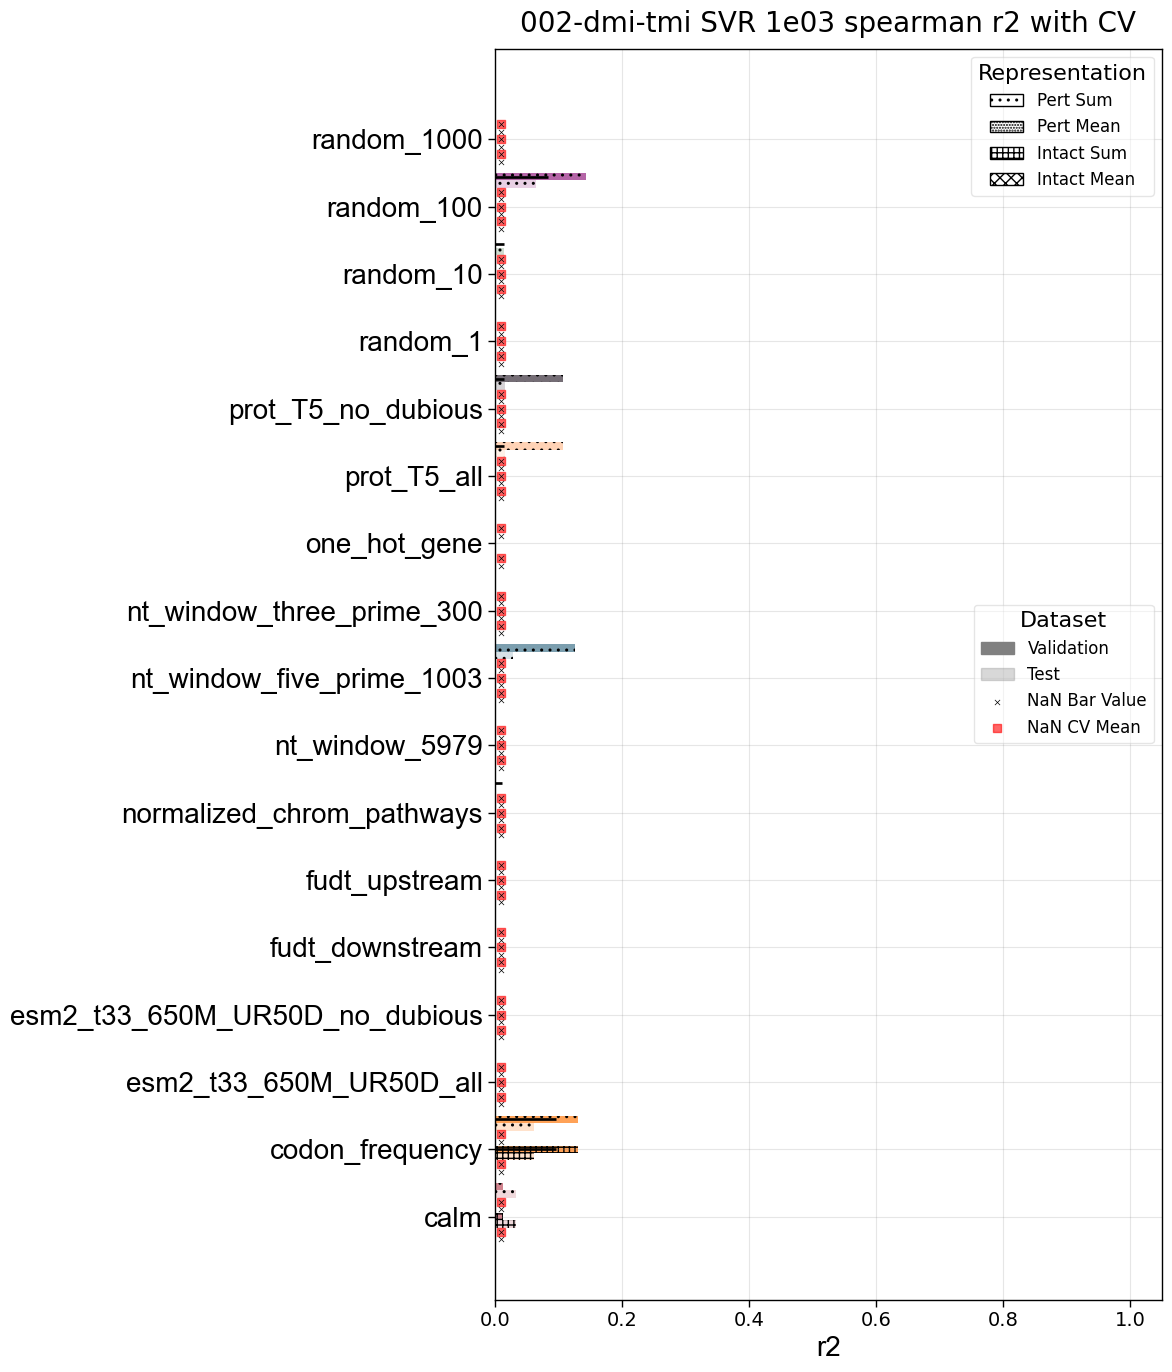 002-dmi-tmi SVR 1e03 spearman r2 with CV
Representation
Pert Sum
Pert Mean
Intact Sum
Intact Mean
random_1000
random_100
random_10
random_1
prot_T5_no_dubious
prot_T5_all
one_hot_gene
nt_window_three_prime_300
nt_window_five_prime_1003
nt_window_5979
normalized_chrom_pathways
fudt_upstream
fudt_downstream
esm2_t33_650M_UR50D_no_dubious
esm2_t33_650M_UR50D_all
codon_frequency
calm
Dataset
Validation
Test
NaN Bar Value
NaN CV Mean
0.0 0.2 0.4 0.6 0.8 1.0
r2